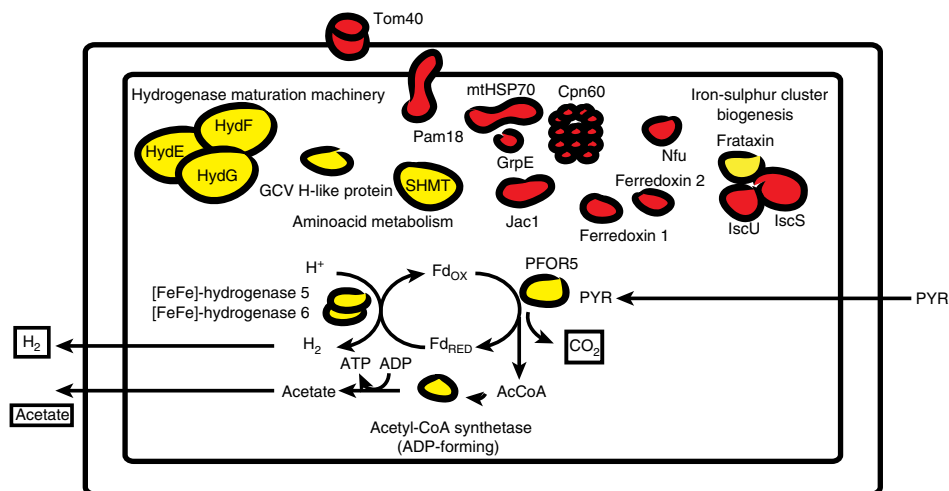 Tom40
Hydrogenase maturation machinery
HydF
HydE
HydG
GCV H-like protein
SHMT
Aminoacid metabolism
Pam18
mtHSP70
GrpE
Cpn60
Jac1
Nfu
Ferredoxin 2
Ferredoxin 1
Iron-sulphur cluster
biogenesis
Frataxin
IscU
IscS
H⁺
Fd_OX
PFOR5
[FeFe]-hydrogenase 5
[FeFe]-hydrogenase 6
PYR
PYR
H₂
H₂
Fd_RED
CO₂
ATP
ADP
Acetate
Acetate
AcCoA
Acetyl-CoA synthetase
(ADP-forming)